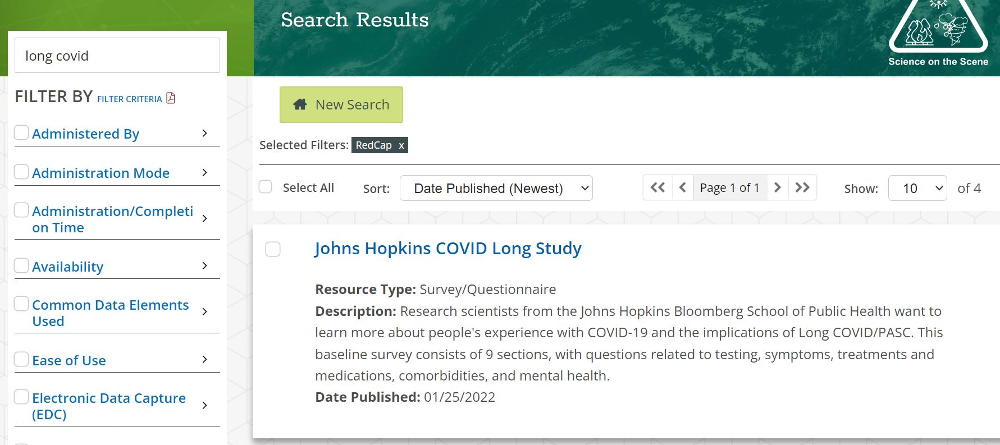 Search Results
Science on the Scene
long covid
FILTER BY FILTER CRITERIA
Administered By
Administration Mode
Administration/Completi
on Time
Availability
Common Data Elements
Used
Ease of Use
Electronic Data Capture
(EDC)
New Search
Selected Filters: RedCap x
Select All Sort: Date Published (Newest) Page 1 of 1 Show: 10 of 4
Johns Hopkins COVID Long Study
Resource Type: Survey/Questionnaire
Description: Research scientists from the Johns Hopkins Bloomberg School of Public Health want to
learn more about people's experience with COVID-19 and the implications of Long COVID/PASC. This
baseline survey consists of 9 sections, with questions related to testing, symptoms, treatments and
medications, comorbidities, and mental health.
Date Published: 01/25/2022